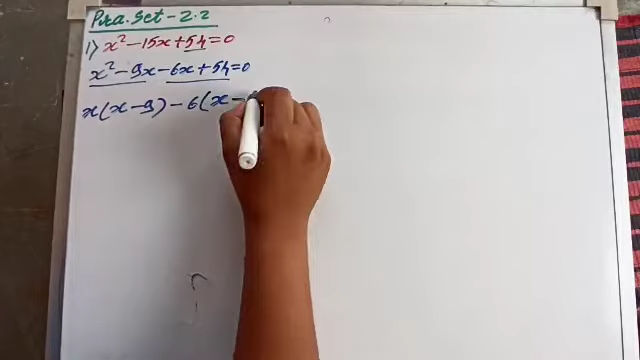 Pra.Set-2.2
1) x² - 15x + 54 = 0
x² - 9x - 6x + 54 = 0
x(x - 9) - 6(x -